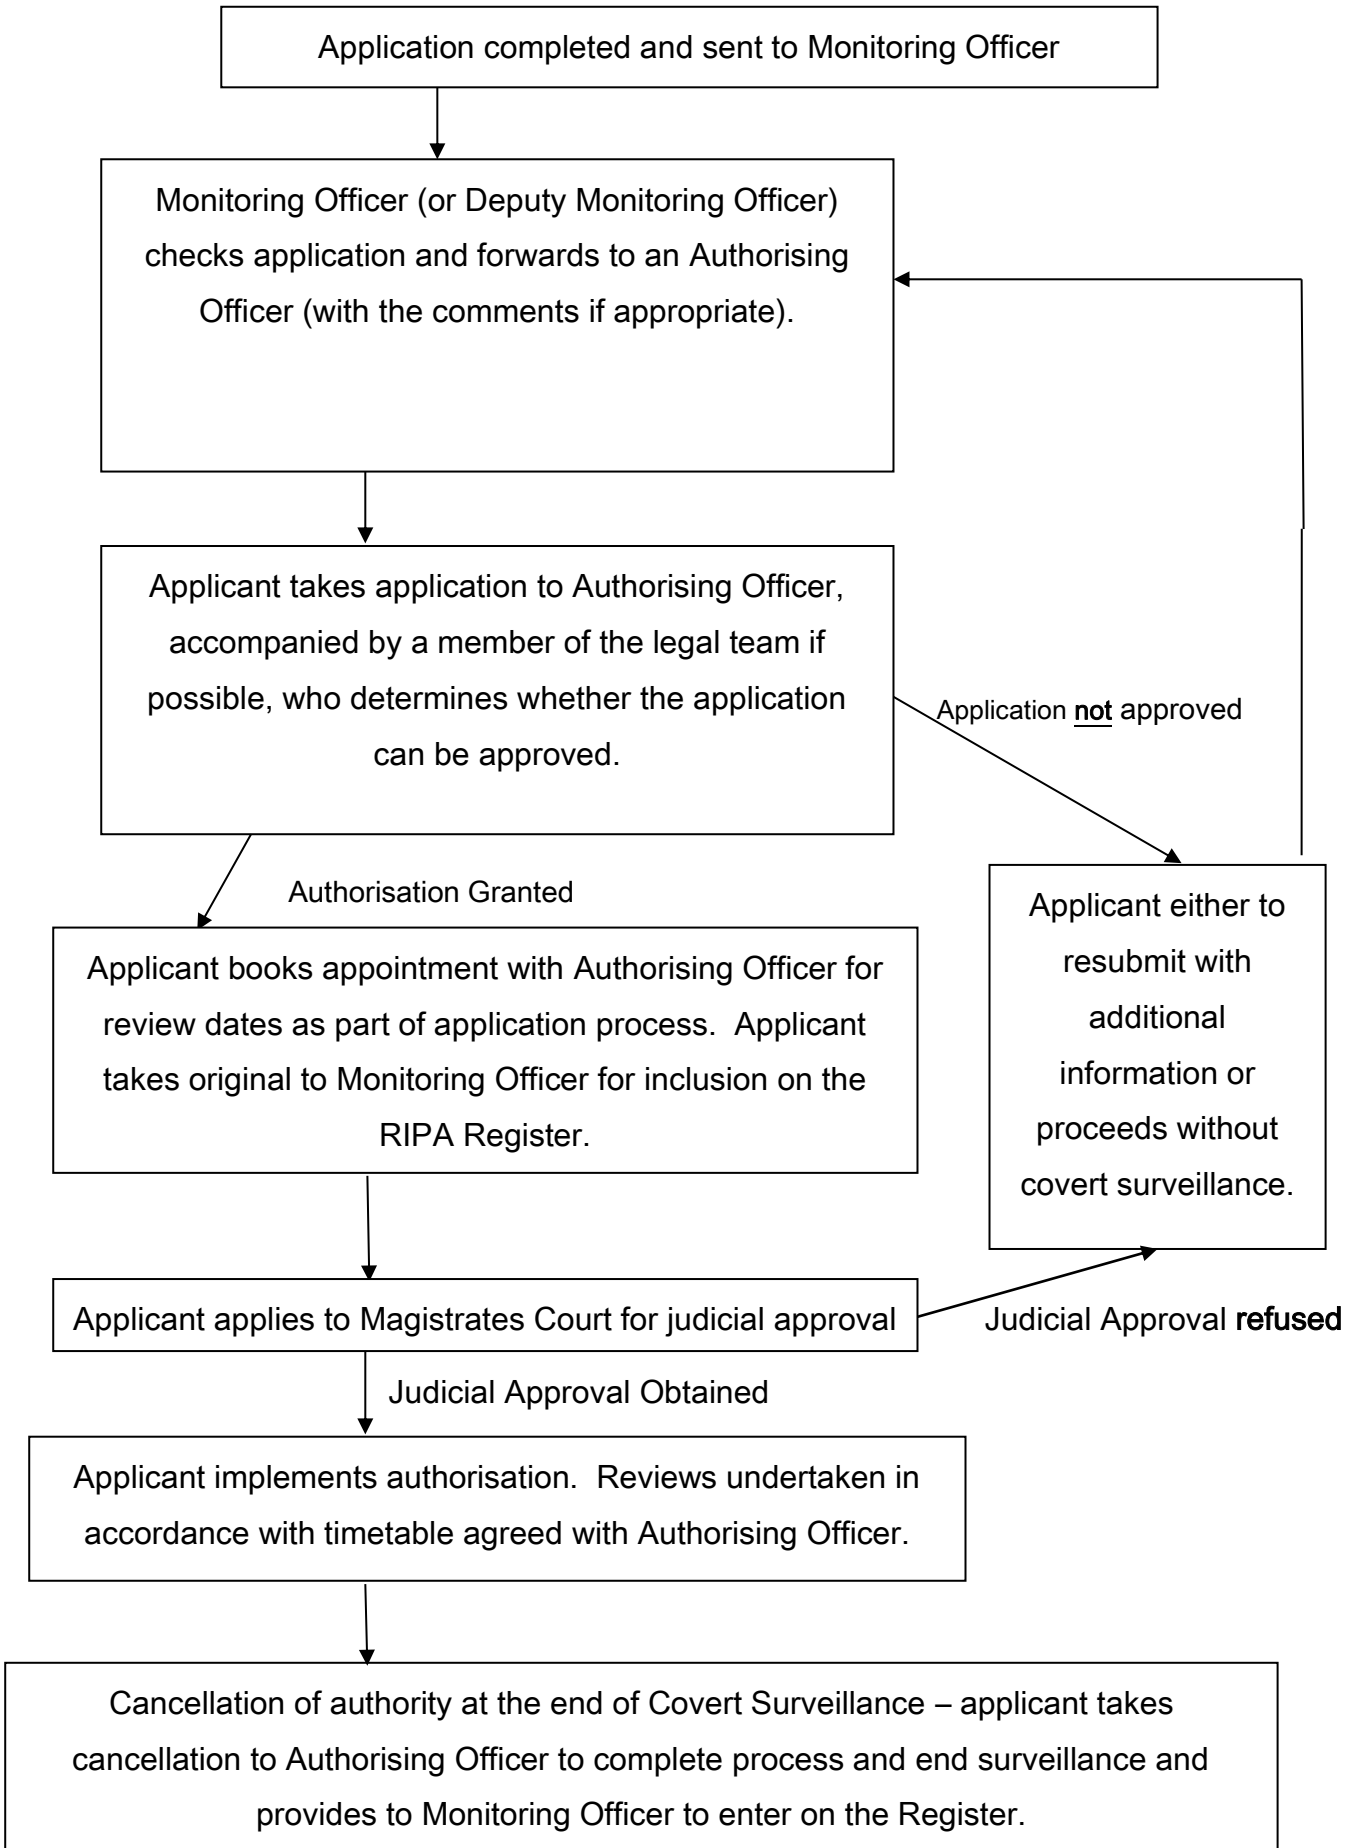 Application completed and sent to Monitoring Officer
Monitoring Officer (or Deputy Monitoring Officer)
checks application and forwards to an Authorising
Officer (with the comments if appropriate).
Applicant takes application to Authorising Officer,
accompanied by a member of the legal team if
possible, who determines whether the application
can be approved.
Application not approved
Authorisation Granted
Applicant either to
resubmit with
additional
information or
proceeds without
covert surveillance.
Applicant books appointment with Authorising Officer for
review dates as part of application process.  Applicant
takes original to Monitoring Officer for inclusion on the
RIPA Register.
Applicant applies to Magistrates Court for judicial approval
Judicial Approval refused
Judicial Approval Obtained
Applicant implements authorisation.  Reviews undertaken in
accordance with timetable agreed with Authorising Officer.
Cancellation of authority at the end of Covert Surveillance – applicant takes
cancellation to Authorising Officer to complete process and end surveillance and
provides to Monitoring Officer to enter on the Register.